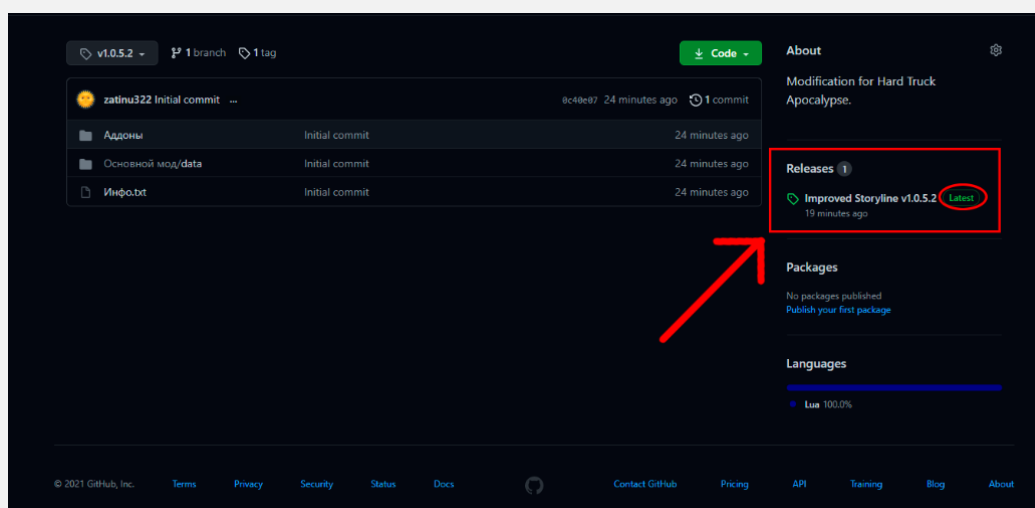 v1.0.5.2 1 branch 1 tag Code
zatinu322 Initial commit ... 0c40e07 24 minutes ago 1 commit
Аддоны Initial commit 24 minutes ago
Основной мод/data Initial commit 24 minutes ago
Инфо.txt Initial commit 24 minutes ago
About
Modification for Hard Truck
Apocalypse.
Releases 1
Improved Storyline v1.0.5.2 Latest
19 minutes ago
Packages
No packages published
Publish your first package
Languages
Lua 100.0%
© 2021 GitHub, Inc. Terms Privacy Security Status Docs Contact GitHub Pricing API Training Blog About